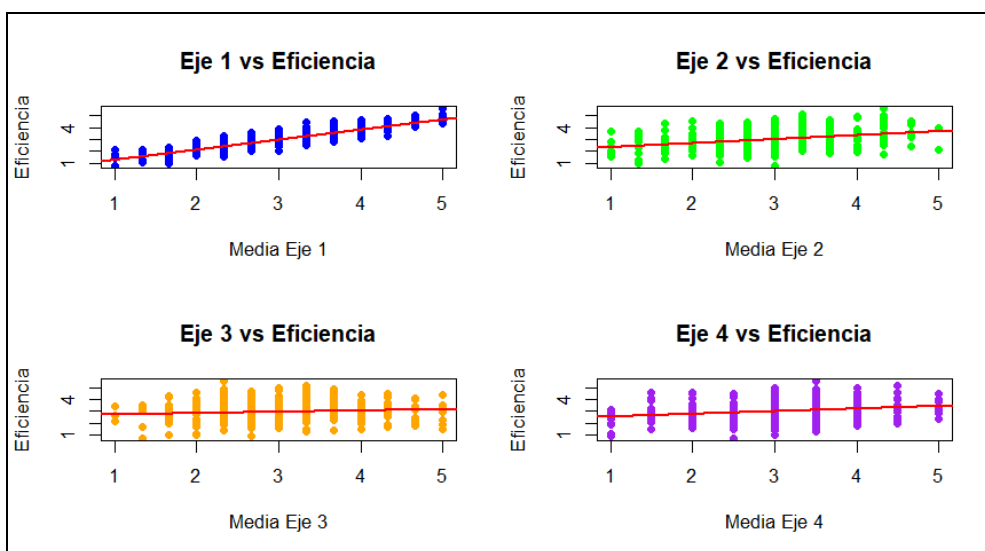 Eje 1 vs Eficiencia
Eficiencia
4
1
1 2 3 4 5
Media Eje 1
Eje 2 vs Eficiencia
Eficiencia
4
1
1 2 3 4 5
Media Eje 2
Eje 3 vs Eficiencia
Eficiencia
4
1
1 2 3 4 5
Media Eje 3
Eje 4 vs Eficiencia
Eficiencia
4
1
1 2 3 4 5
Media Eje 4